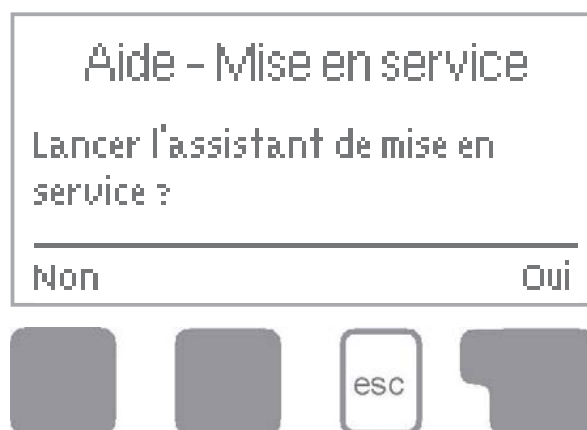 Aide - Mise en service
Lancer l'assistant de mise en
service ?
Non Oui
esc